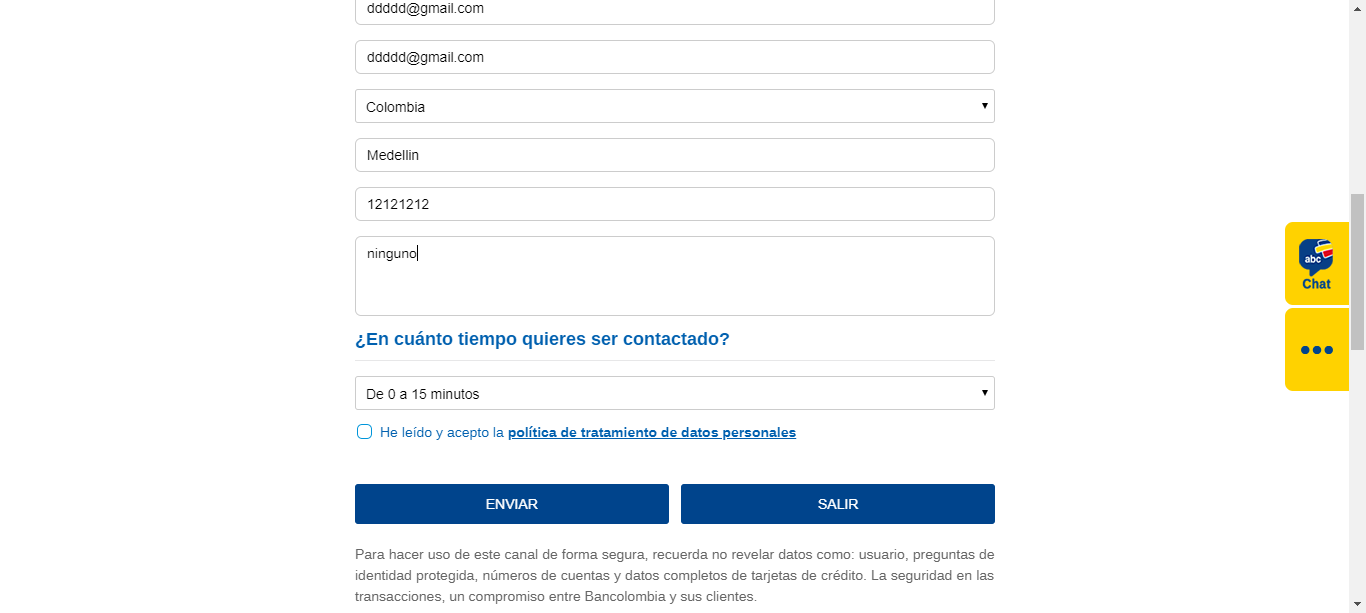 ddddd@gmail.com
ddddd@gmail.com
Colombia
Medellin
12121212
ninguno
abc
Chat
¿En cuánto tiempo quieres ser contactado?
De 0 a 15 minutos
He leído y acepto la política de tratamiento de datos personales
ENVIAR
SALIR
Para hacer uso de este canal de forma segura, recuerda no revelar datos como: usuario, preguntas de
identidad protegida, números de cuentas y datos completos de tarjetas de crédito. La seguridad en las
transacciones, un compromiso entre Bancolombia y sus clientes.